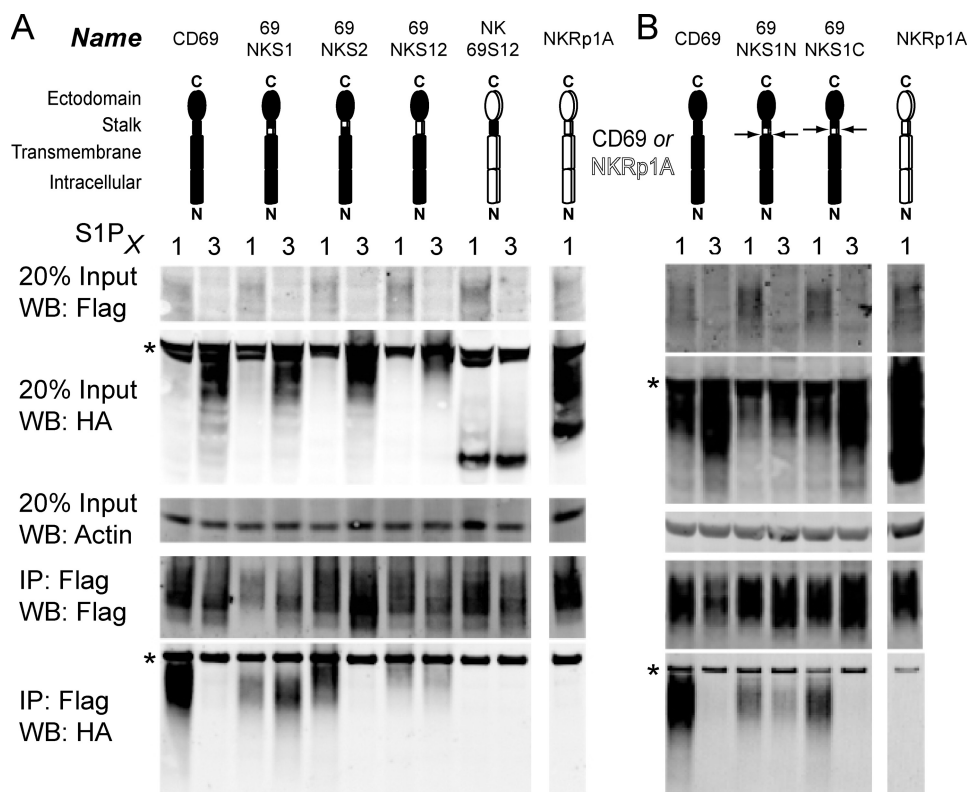 A
Name
CD69
69
NKS1
69
NKS2
69
NKS12
NK
69S12
NKRp1A
C C C C C C
Ectodomain
Stalk
Transmembrane
Intracellular
N N N N N N
S1PX
1 3 1 3 1 3 1 3 1 3 1
20% Input
WB: Flag
*
20% Input
WB: HA
20% Input
WB: Actin
IP: Flag
WB: Flag
*
IP: Flag
WB: HA
CD69 or
NKRp1A
B
CD69
69
NKS1N
69
NKS1C
NKRp1A
C C C C
N N N N
1 3 1 3 1 3 1
*
*